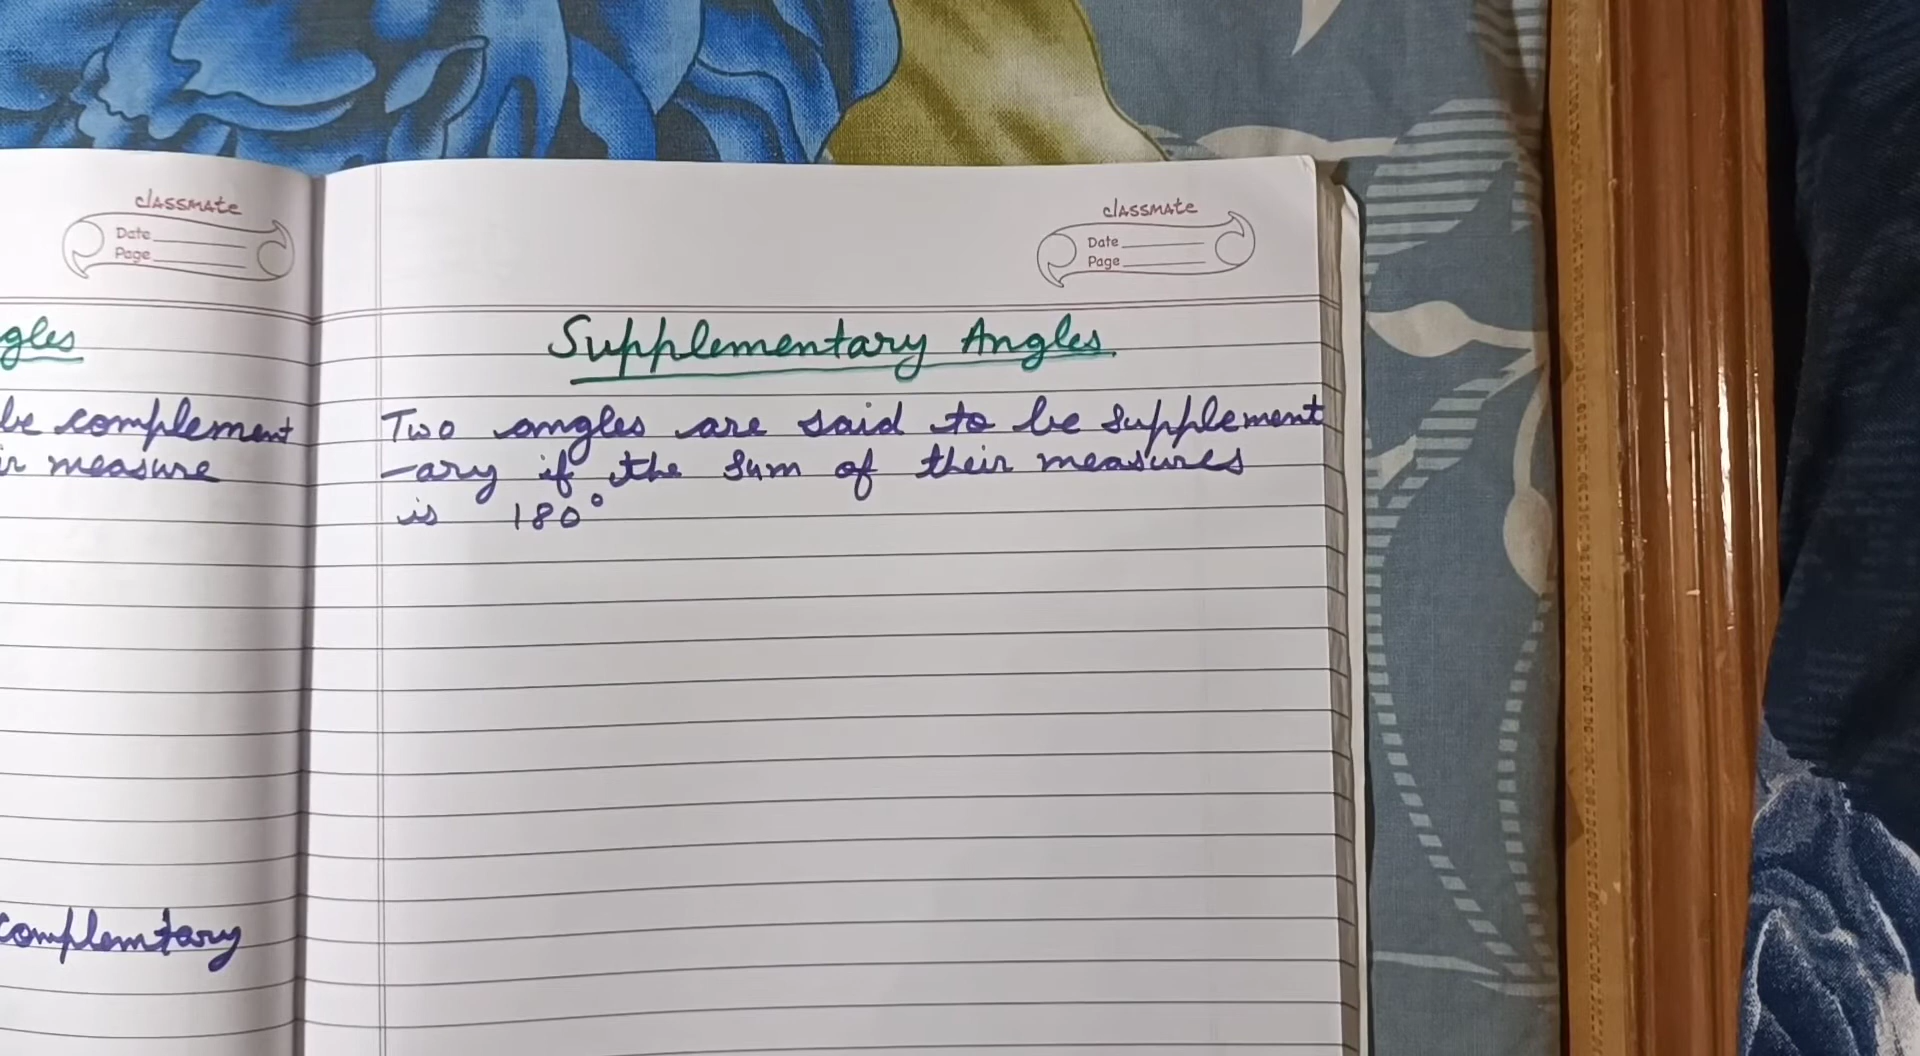 classmate
Date
Page
gles
be complement
ir measure
complemtary
classmate
Date
Page
Supplementary Angles.
Two angles are said to be supplement
-ary if the sum of their measures
is 180°